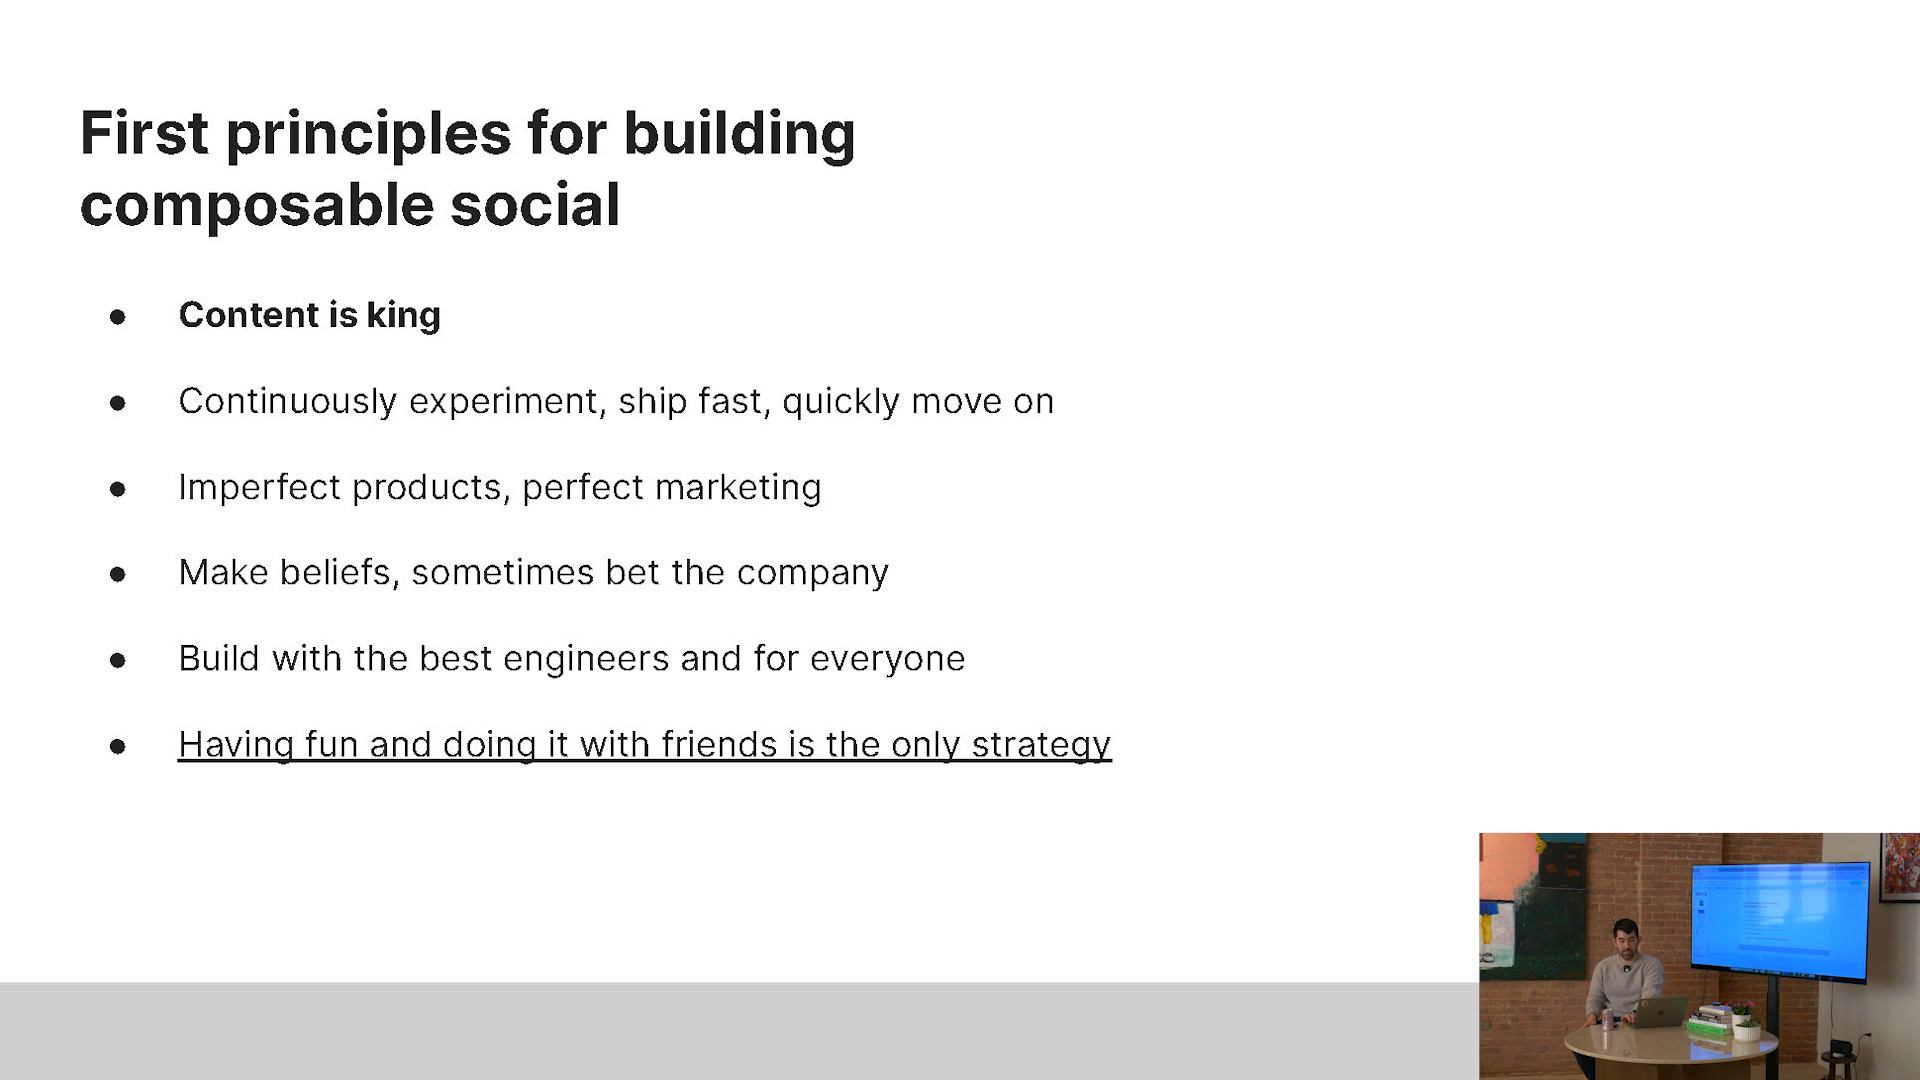 First principles for building
composable social
● Content is king
● Continuously experiment, ship fast, quickly move on
● Imperfect products, perfect marketing
● Make beliefs, sometimes bet the company
● Build with the best engineers and for everyone
● Having fun and doing it with friends is the only strategy